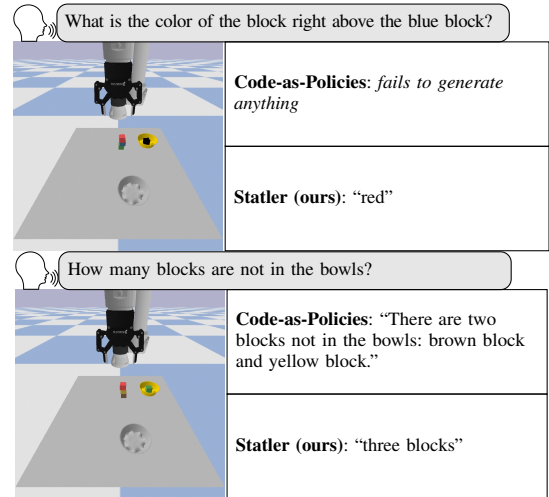 What is the color of the block right above the blue block?
Code-as-Policies: fails to generate
anything
Statler (ours): “red”
How many blocks are not in the bowls?
Code-as-Policies: “There are two
blocks not in the bowls: brown block
and yellow block.”
Statler (ours): “three blocks”